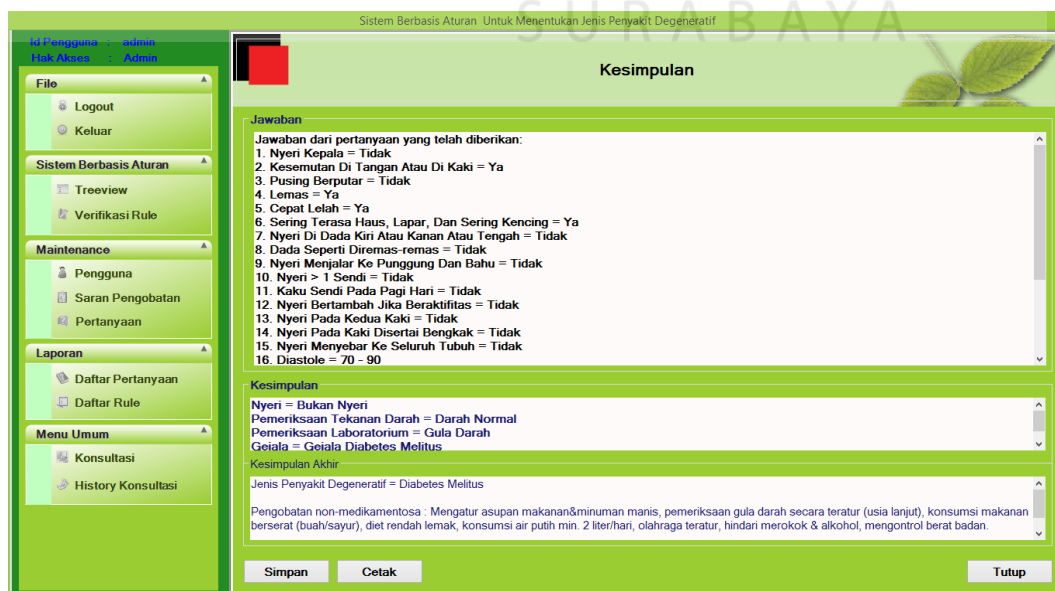 SURABAYA
Sistem Berbasis Aturan Untuk Menentukan Jenis Penyakit Degeneratif
Id Pengguna : admin
Hak Akses : Admin
File
Logout
Keluar
Sistem Berbasis Aturan
Treeview
Verifikasi Rule
Maintenance
Pengguna
Saran Pengobatan
Pertanyaan
Laporan
Daftar Pertanyaan
Daftar Rule
Menu Umum
Konsultasi
History Konsultasi
Kesimpulan
Jawaban
Jawaban dari pertanyaan yang telah diberikan:
1. Nyeri Kepala = Tidak
2. Kesemutan Di Tangan Atau Di Kaki = Ya
3. Pusing Berputar = Tidak
4. Lemas = Ya
5. Cepat Lelah = Ya
6. Sering Terasa Haus, Lapar, Dan Sering Kencing = Ya
7. Nyeri Di Dada Kiri Atau Kanan Atau Tengah = Tidak
8. Dada Seperti Diremas-remas = Tidak
9. Nyeri Menjalar Ke Punggung Dan Bahu = Tidak
10. Nyeri > 1 Sendi = Tidak
11. Kaku Sendi Pada Pagi Hari = Tidak
12. Nyeri Bertambah Jika Beraktifitas = Tidak
13. Nyeri Pada Kedua Kaki = Tidak
14. Nyeri Pada Kaki Disertai Bengkak = Tidak
15. Nyeri Menyebar Ke Seluruh Tubuh = Tidak
16. Diastole = 70 - 90
Kesimpulan
Nyeri = Bukan Nyeri
Pemeriksaan Tekanan Darah = Darah Normal
Pemeriksaan Laboratorium = Gula Darah
Gejala = Gejala Diabetes Melitus
Kesimpulan Akhir
Jenis Penyakit Degeneratif = Diabetes Melitus
Pengobatan non-medikamentosa : Mengatur asupan makanan&minuman manis, pemeriksaan gula darah secara teratur (usia lanjut), konsumsi makanan
berserat (buah/sayur), diet rendah lemak, konsumsi air putih min. 2 liter/hari, olahraga teratur, hindari merokok & alkohol, mengontrol berat badan.
Simpan
Cetak
Tutup